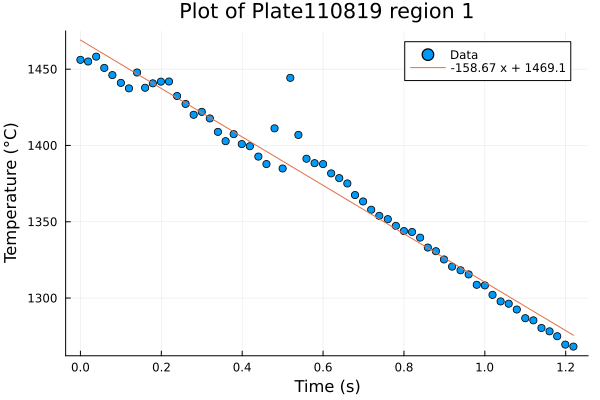 Plot of Plate110819 region 1
Temperature (°C)
1450
1400
1350
1300
Data
-158.67 x + 1469.1
0.0 0.2 0.4 0.6 0.8 1.0 1.2
Time (s)